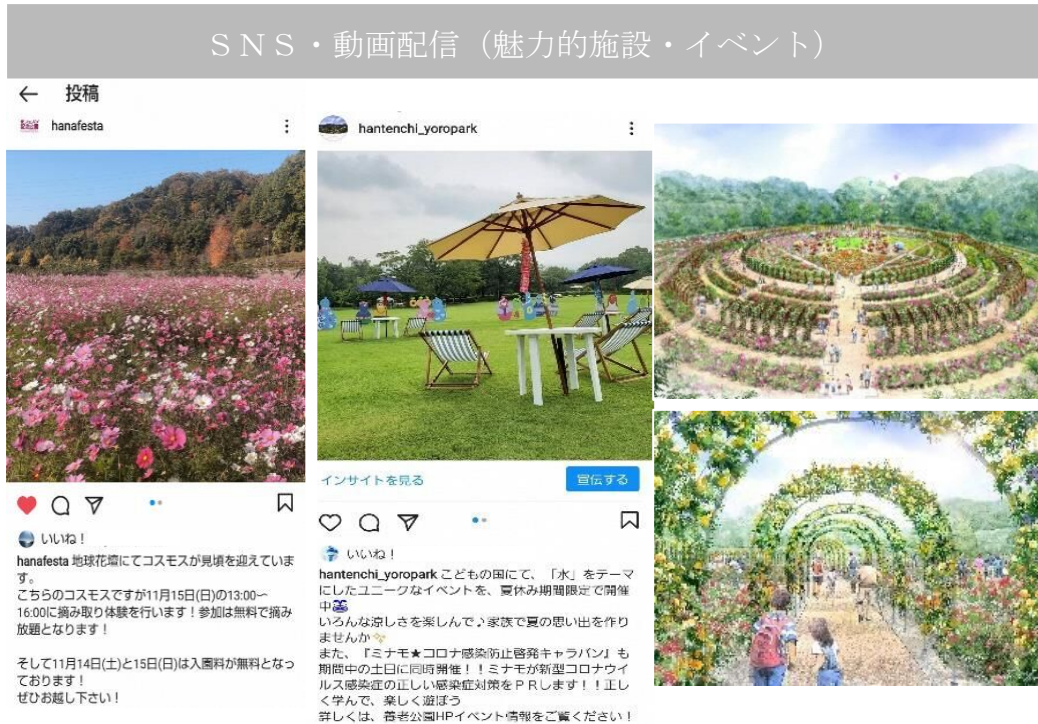 SNS・動画配信（魅力的施設・イベント）
← 投稿
hanafesta
いいね！
hanafesta 地球花壇にてコスモスが見頃を迎えていま
す。
こちらのコスモスですが11月15日(日)の13:00～
16:00に摘み取り体験を行います！参加は無料で摘み
放題となります！
そして11月14日(土)と15日(日)は入園料が無料となっ
ております！
ぜひお越し下さい！
hantenchi_yoropark
インサイトを見る
宣伝する
いいね！
hantenchi_yoropark こどもの国にて、「水」をテーマ
にしたユニークなイベントを、夏休み期間限定で開催
中
いろんな涼しさを楽しんで♪家族で夏の思い出を作り
ませんか
また、『ミナモ★コロナ感染防止啓発キャラバン』も
期間中の土日に同時開催！！ミナモが新型コロナウイ
ルス感染症の正しい感染症対策をＰＲします！！正し
く学んで、楽しく遊ぼう
詳しくは、養老公園HPイベント情報をご覧ください！